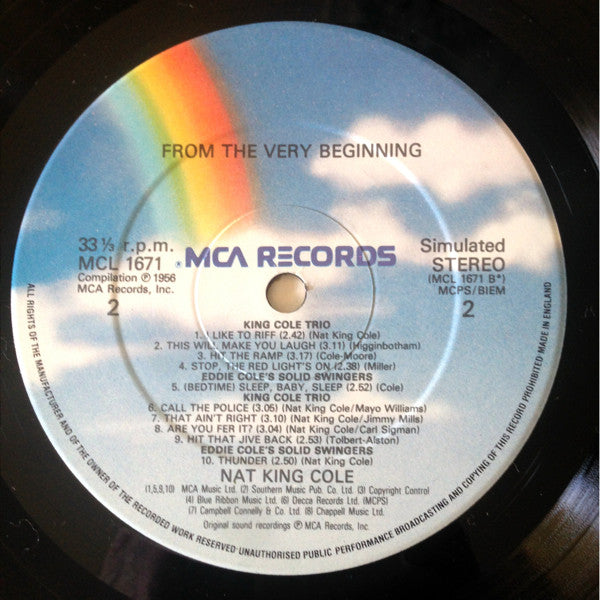 FROM THE VERY BEGINNING
33⅓ r.p.m.
MCL 1671
Compilation ℗ 1956
MCA Records, Inc.
2
MCA RECORDS
Simulated
STEREO
(MCL 1671 B*)
MCPS/BIEM
2
KING COLE TRIO
1. I LIKE TO RIFF (2.42) (Nat King Cole)
2. THIS WILL MAKE YOU LAUGH (3.11) (Higginbotham)
3. HIT THE RAMP (3.17) (Cole-Moore)
4. STOP, THE RED LIGHT'S ON (2.38) (Miller)
EDDIE COLE'S SOLID SWINGERS
5. (BEDTIME) SLEEP, BABY, SLEEP (2.52) (Cole)
KING COLE TRIO
6. CALL THE POLICE (3.05) (Nat King Cole/Mayo Williams)
7. THAT AIN'T RIGHT (3.10) (Nat King Cole/Jimmy Mills)
8. ARE YOU FER IT? (3.04) (Nat King Cole/Carl Sigman)
9. HIT THAT JIVE BACK (2.53) (Tolbert-Alston)
EDDIE COLE'S SOLID SWINGERS
10. THUNDER (2.50) (Nat King Cole)
NAT KING COLE
(1,5,9,10) MCA Music Ltd. (2) Southern Music Pub. Co. Ltd. (3) Copyright Control
(4) Blue Ribbon Music Ltd. (6) Decca Records Ltd. (MCPS)
(7) Campbell Connelly & Co. Ltd. (8) Chappell Music Ltd.
Original sound recordings ℗ MCA Records, Inc.
ALL RIGHTS OF THE MANUFACTURER AND OF THE OWNER OF THE RECORDED WORK RESERVED UNAUTHORISED PUBLIC PERFORMANCE BROADCASTING AND COPYING OF THIS RECORD PROHIBITED MADE IN ENGLAND